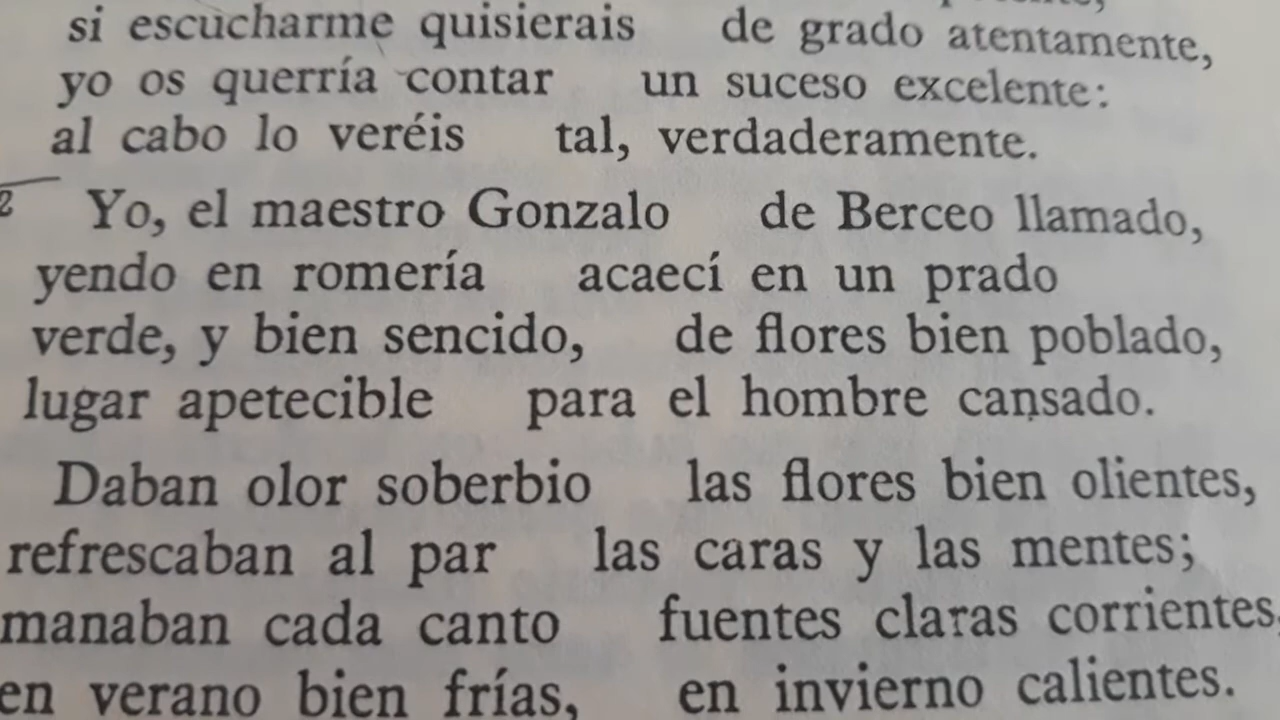 si escucharme quisierais de grado atentamente,
yo os querría contar un suceso excelente:
al cabo lo veréis tal, verdaderamente.
2 Yo, el maestro Gonzalo de Berceo llamado,
yendo en romería acaecí en un prado
verde, y bien sencido, de flores bien poblado,
lugar apetecible para el hombre cansado.
Daban olor soberbio las flores bien olientes,
refrescaban al par las caras y las mentes;
manaban cada canto fuentes claras corrientes,
en verano bien frías, en invierno calientes.